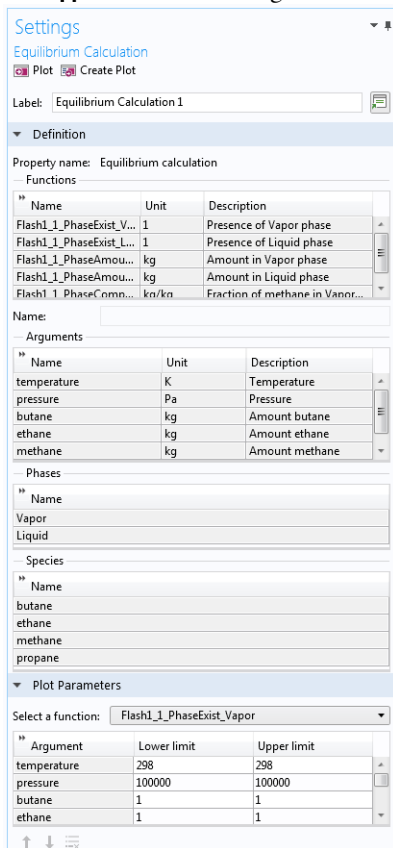 Settings
Equilibrium Calculation
Plot Create Plot
Label: Equilibrium Calculation 1
Definition
Property name: Equilibrium calculation
Functions
Name Unit Description
Flash1_1_PhaseExist_V... 1 Presence of Vapor phase
Flash1_1_PhaseExist_L... 1 Presence of Liquid phase
Flash1_1_PhaseAmou... kg Amount in Vapor phase
Flash1_1_PhaseAmou... kg Amount in Liquid phase
Flash1_1_PhaseComp... kg/kg Fraction of methane in Vapor...
Name:
Arguments
Name Unit Description
temperature K Temperature
pressure Pa Pressure
butane kg Amount butane
ethane kg Amount ethane
methane kg Amount methane
Phases
Name
Vapor
Liquid
Species
Name
butane
ethane
methane
propane
Plot Parameters
Select a function: Flash1_1_PhaseExist_Vapor
Argument Lower limit Upper limit
temperature 298 298
pressure 100000 100000
butane 1 1
ethane 1 1